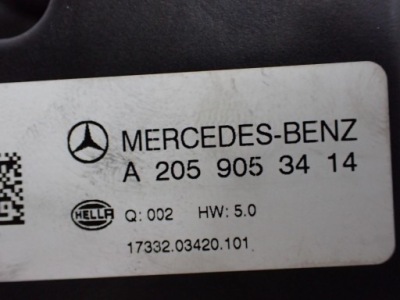 MERCEDES-BENZ
A 205 905 34 14
HELLA Q: 002 HW: 5.0
17332.03420.101